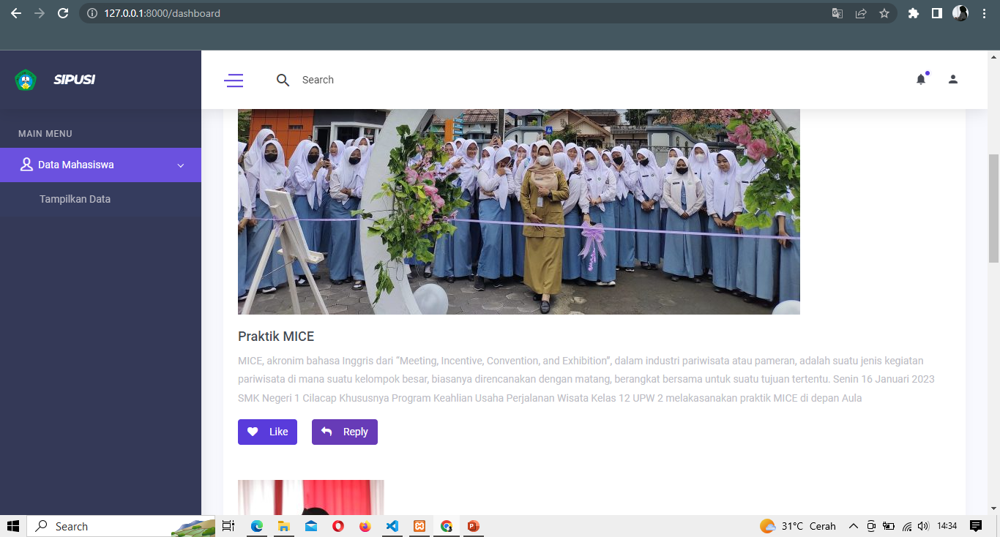 127.0.0.1:8000/dashboard
SIPUSI
Search
MAIN MENU
Data Mahasiswa
Tampilkan Data
Praktik MICE
MICE, akronim bahasa Inggris dari “Meeting, Incentive, Convention, and Exhibition”, dalam industri pariwisata atau pameran, adalah suatu jenis kegiatan
pariwisata di mana suatu kelompok besar, biasanya direncanakan dengan matang, berangkat bersama untuk suatu tujuan tertentu. Senin 16 Januari 2023
SMK Negeri 1 Cilacap Khususnya Program Keahlian Usaha Perjalanan Wisata Kelas 12 UPW 2 melakasanakan praktik MICE di depan Aula
Like
Reply
Search
31°C Cerah
14:34